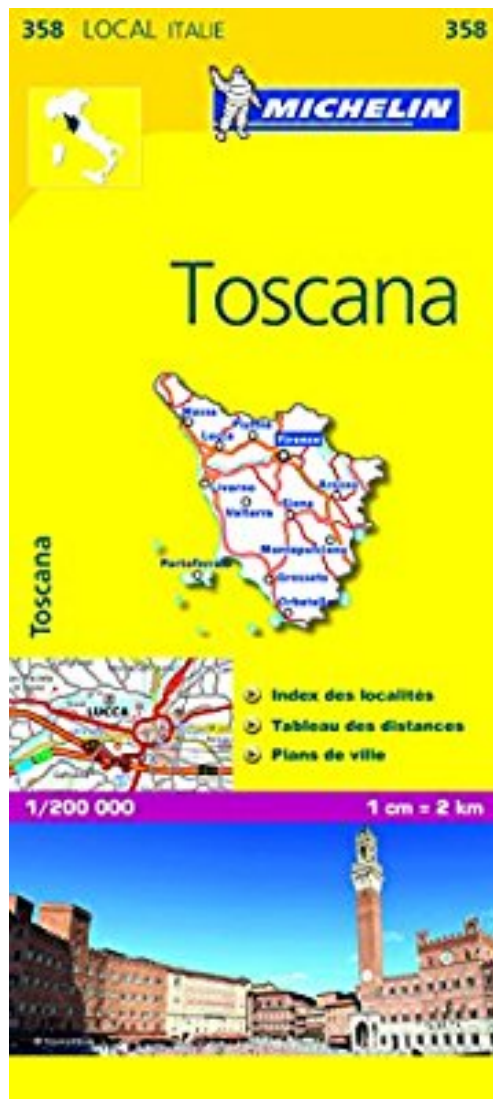 358 LOCAL ITALIE 358
MICHELIN
Toscana
Massa
Pistoia
Lucca
Firenze
Livorno
Arezzo
Volterra
Siena
Montepulciano
Portoferraio
Grosseto
Orbetello
Toscana
LUCCA
Index des localités
Tableau des distances
Plans de ville
1/200 000 1 cm = 2 km